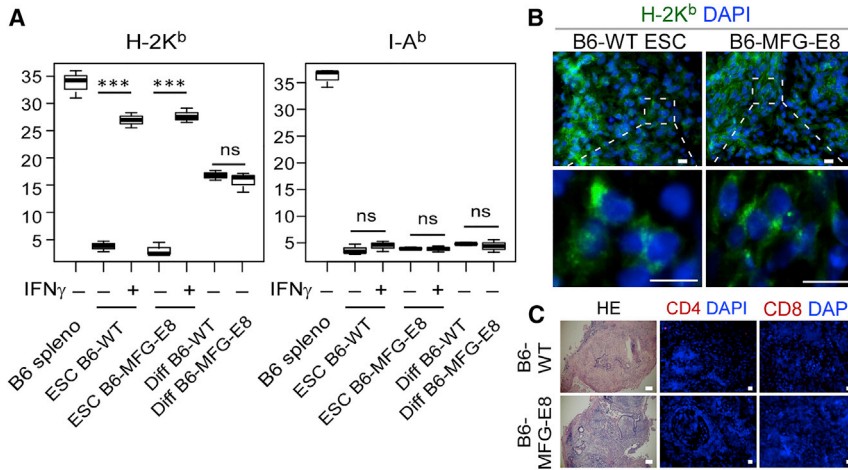 A
H-2Kᵇ
I-Aᵇ
35
30
25
20
15
10
5
*** ***
ns
35
30
25
20
15
10
5
ns
ns
ns
IFNγ – – + – + – –
– – + – + – –
B6 spleno
ESC B6-WT
ESC B6-MFG-E8
Diff B6-WT
Diff B6-MFG-E8
B6 spleno
ESC B6-WT
ESC B6-MFG-E8
Diff B6-WT
Diff B6-MFG-E8
B
H-2Kᵇ DAPI
B6-WT ESC
B6-MFG-E8
C
HE
CD4 DAPI
CD8 DAP
B6-
WT
B6-
MFG-E8